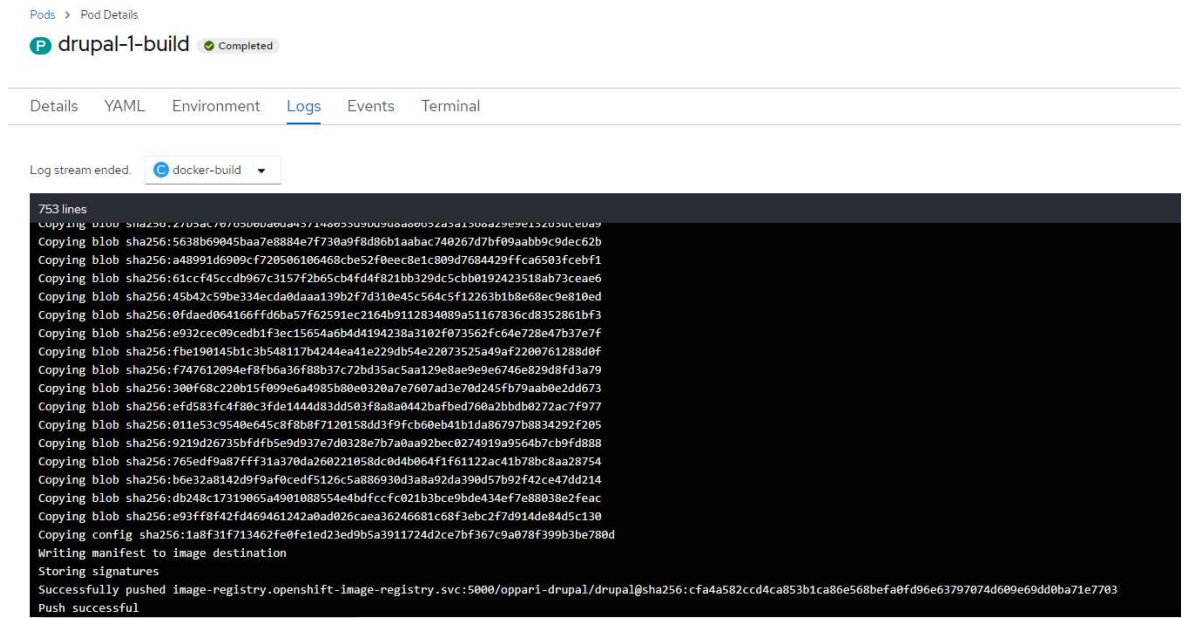 Pods > Pod Details
P drupal-1-build Completed
Details YAML Environment Logs Events Terminal
Log stream ended. C docker-build
753 lines
Copying blob
Copying blob sha256:5638b69045baa7e8884e7f730a9f8d86b1aabac740267d7bf09aabb9c9dec62b
Copying blob sha256:a48991d6909cf720506106468cbe52f0eec8e1c809d7684429ffca6503fcebf1
Copying blob sha256:61ccf45ccdb967c3157f2b65cb4fd4f821bb329dc5cbb0192423518ab73ceae6
Copying blob sha256:45b42c59be334ecda0daaa139b2f7d310e45c564c5f12263b1b8e68ec9e810ed
Copying blob sha256:0fdaed064166ffd6ba57f62591ec2164b9112834089a51167836cd8352861bf3
Copying blob sha256:e932cec09cedb1f3ec15654a6b4d4194238a3102f073562fc64e728e47b37e7f
Copying blob sha256:fbe190145b1c3b548117b4244ea41e229db54e22073525a49af2200761288d0f
Copying blob sha256:f747612094ef8fb6a36f88b37c72bd35ac5aa129e8ae9e9e6746e829d8fd3a79
Copying blob sha256:300f68c220b15f099e6a4985b80e0320a7e7607ad3e70d245fb79aab0e2dd673
Copying blob sha256:efd583fc4f80c3fde1444d83dd503f8a8a0442bafbed760a2bbdb0272ac7f977
Copying blob sha256:011e53c9540e645c8f8b8f7120158dd3f9fcb60eb41b1da86797b8834292f205
Copying blob sha256:9219d26735bfdfb5e9d937e7d0328e7b7a0aa92bec0274919a9564b7cb9fd888
Copying blob sha256:765edf9a87fff31a370da260221058dc0d4b064f1f61122ac41b78bc8aa28754
Copying blob sha256:b6e32a8142d9f9af0cedf5126c5a886930d3a8a92da390d57b92f42ce47dd214
Copying blob sha256:db248c17319065a4901088554e4bdfccfc021b3bce9bde434ef7e88038e2feac
Copying blob sha256:e93ff8f42fd469461242a0ad026caea36246681c68f3ebc2f7d914de84d5c130
Copying config sha256:1a8f31f713462fe0fe1ed23ed9b5a3911724d2ce7bf367c9a078f399b3be780d
Writing manifest to image destination
Storing signatures
Successfully pushed image-registry.openshift-image-registry.svc:5000/oppari-drupal/drupal@sha256:cfa4a582ccd4ca853b1ca86e568befa0fd96e63797074d609e69dd0ba71e7703
Push successful